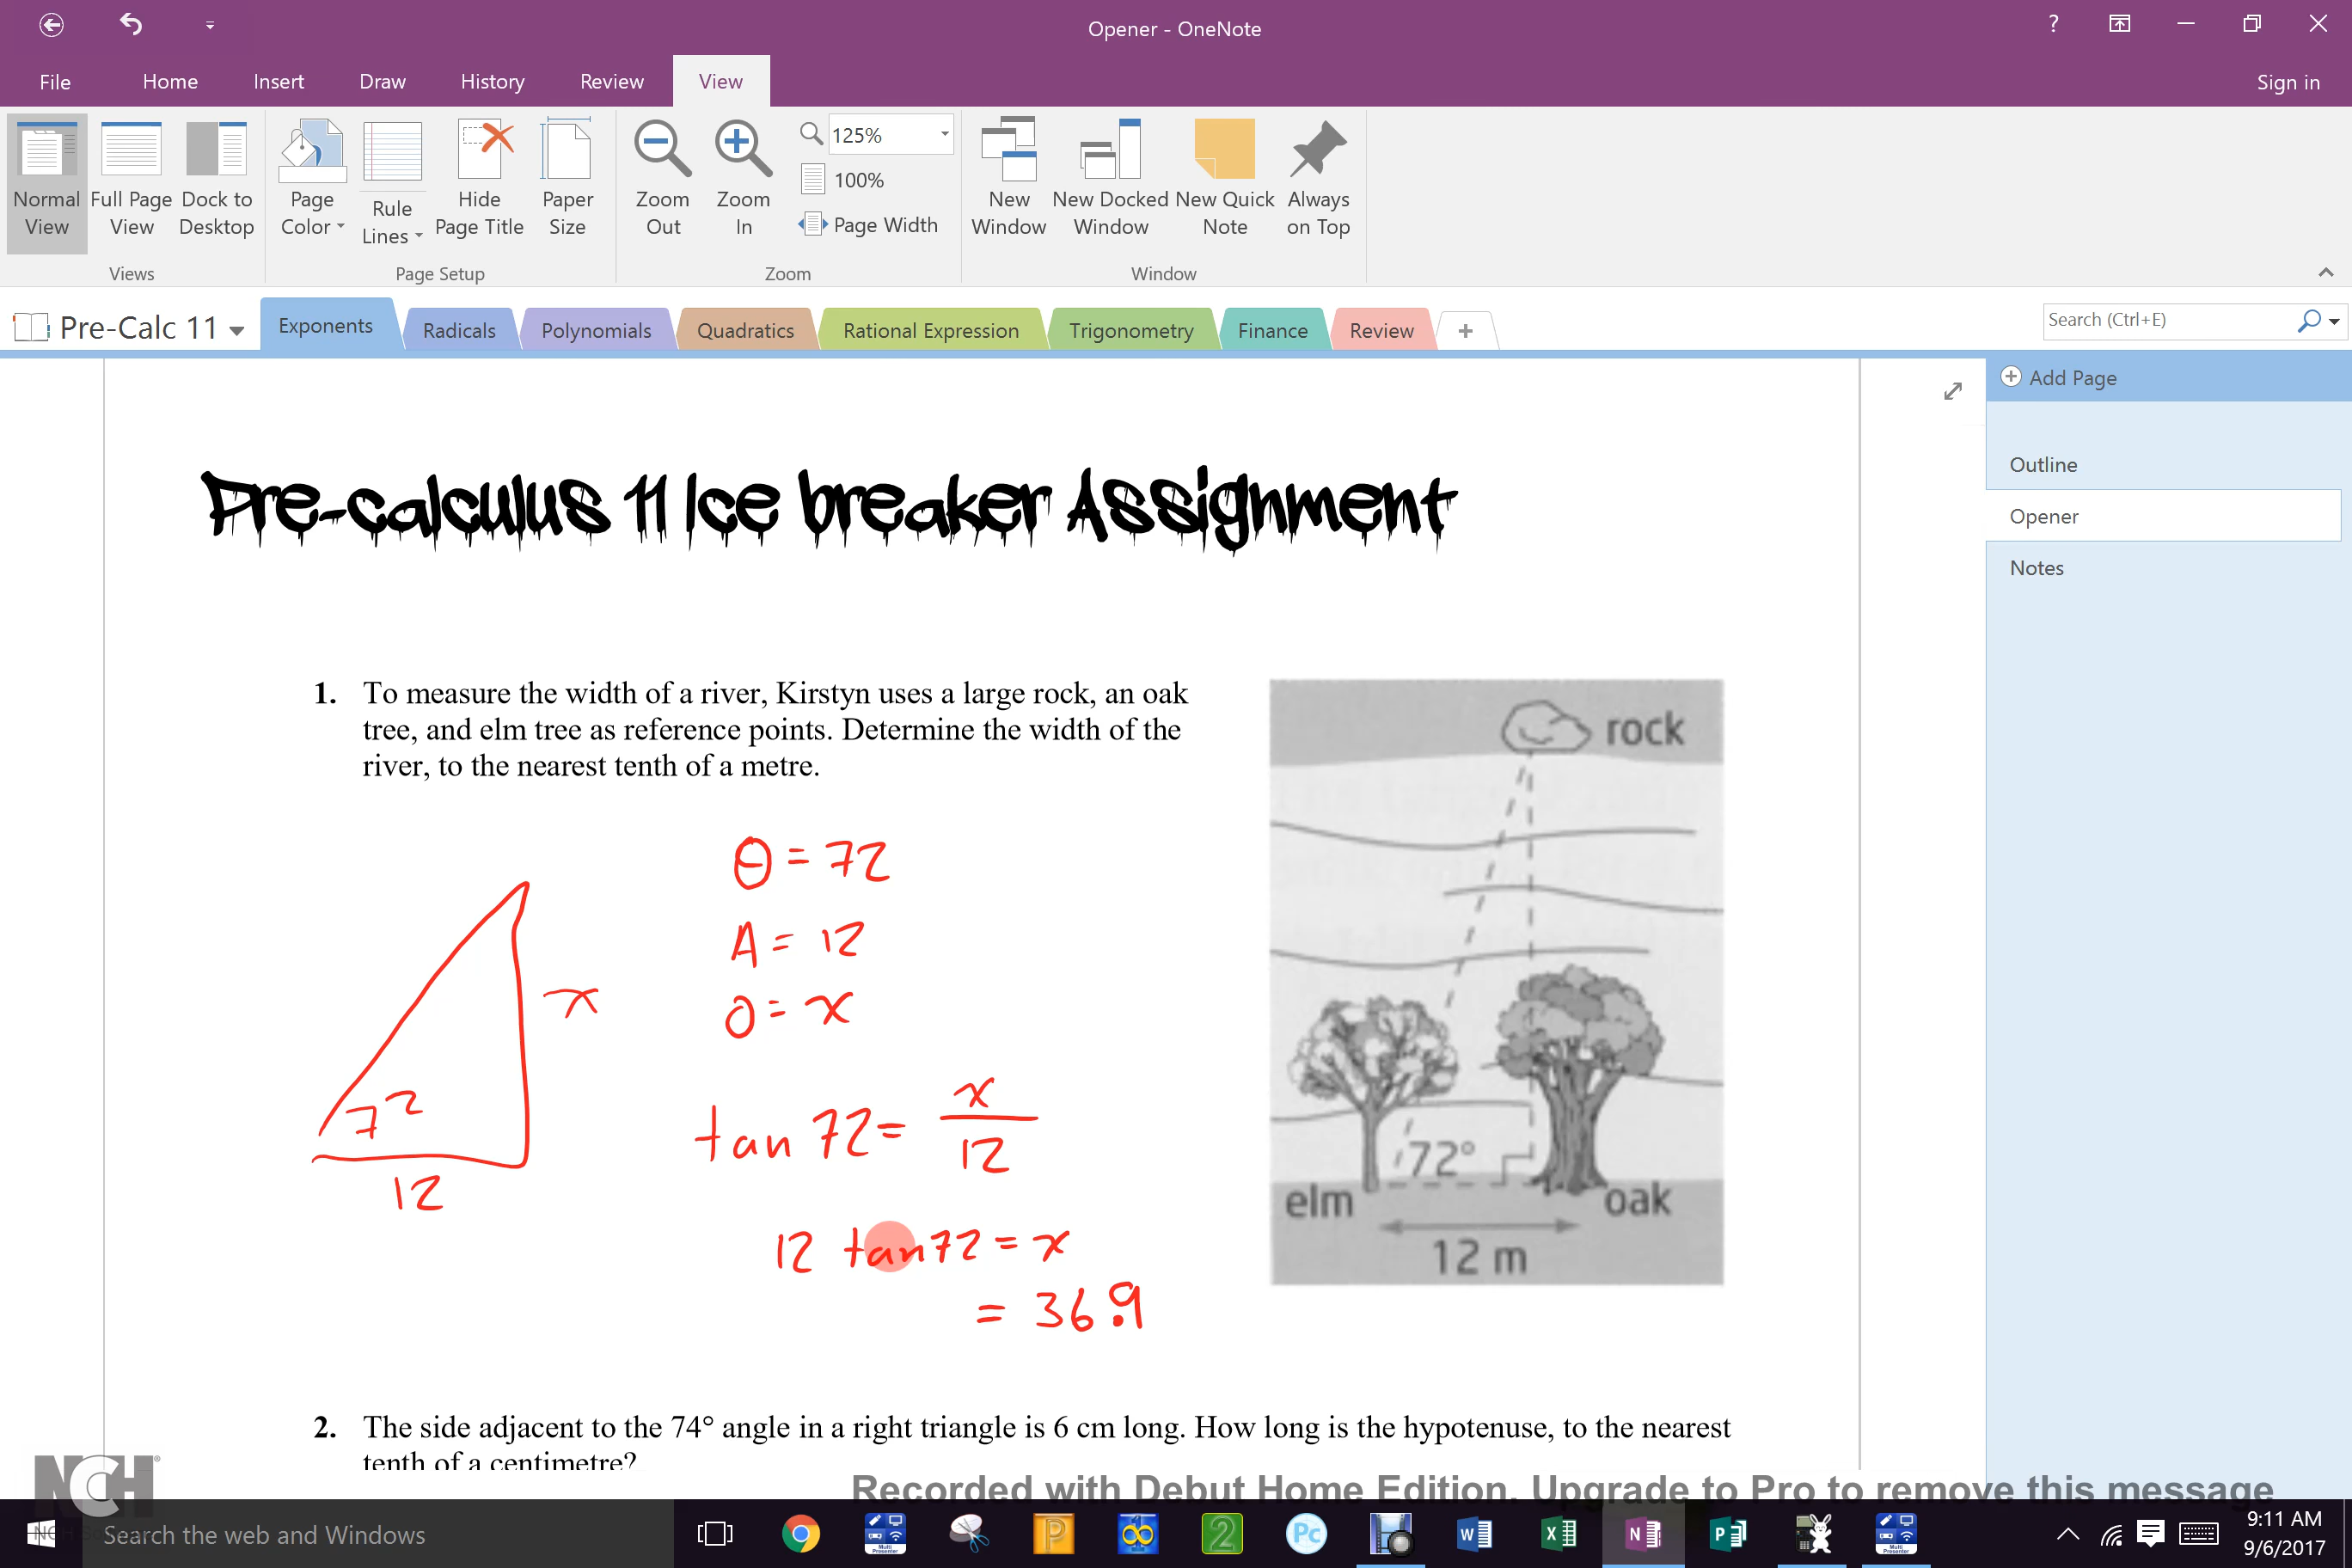 Opener - OneNote
?
File Home Insert Draw History Review View Sign in
Normal View
Full Page View
Dock to Desktop
Page Color
Rule Lines
Hide Page Title
Paper Size
Zoom Out
Zoom In
125%
100%
Page Width
New Window
New Docked Window
New Quick Note
Always on Top
Views
Page Setup
Zoom
Window
Pre-Calc 11
Exponents Radicals Polynomials Quadratics Rational Expression Trigonometry Finance Review +
Search (Ctrl+E)
Add Page
Outline
Opener
Notes
Pre-calculus 11 Ice breaker Assignment
1. To measure the width of a river, Kirstyn uses a large rock, an oak
tree, and elm tree as reference points. Determine the width of the
river, to the nearest tenth of a metre.
rock
72°
elm
oak
12 m
72
12
x
θ = 72
A = 12
O = x
tan 72 = x/12
12 tan 72 = x
= 36.9
2. The side adjacent to the 74° angle in a right triangle is 6 cm long. How long is the hypotenuse, to the nearest
tenth of a centimetre?
NCH
Recorded with Debut Home Edition. Upgrade to Pro to remove this message
Search the web and Windows
9:11 AM
9/6/2017